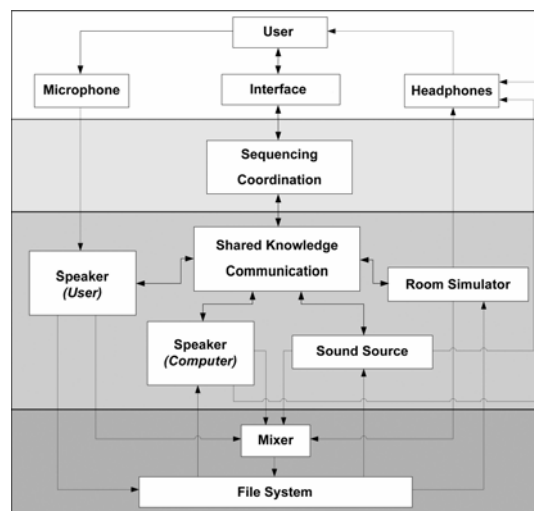 User
Microphone
Interface
Headphones
Sequencing
Coordination
Shared Knowledge
Communication
Speaker
(User)
Room Simulator
Speaker
(Computer)
Sound Source
Mixer
File System